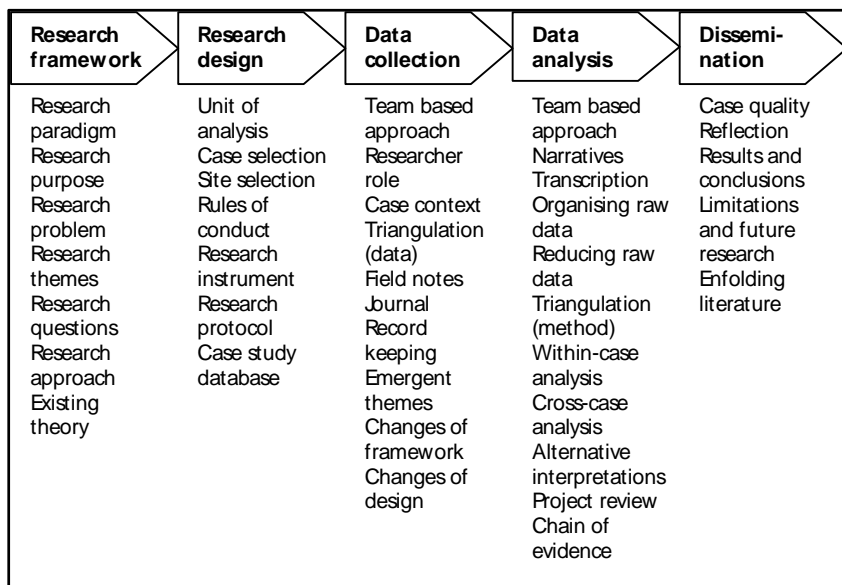 Research
framework
Research
design
Data
collection
Data
analysis
Dissemi-
nation
Research
paradigm
Research
purpose
Research
problem
Research
themes
Research
questions
Research
approach
Existing
theory
Unit of
analysis
Case selection
Site selection
Rules of
conduct
Research
instrument
Research
protocol
Case study
database
Team based
approach
Researcher
role
Case context
Triangulation
(data)
Field notes
Journal
Record
keeping
Emergent
themes
Changes of
framework
Changes of
design
Team based
approach
Narratives
Transcription
Organising raw
data
Reducing raw
data
Triangulation
(method)
Within-case
analysis
Cross-case
analysis
Alternative
interpretations
Project review
Chain of
evidence
Case quality
Reflection
Results and
conclusions
Limitations
and future
research
Enfolding
literature